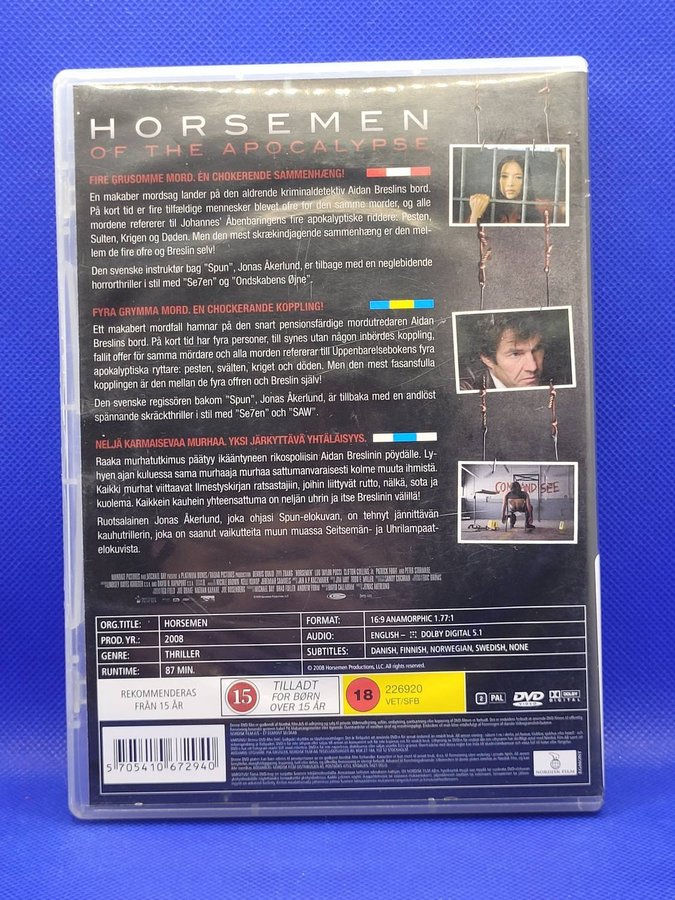 HORSEMEN
OF THE APOCALYPSE
FIRE GRUSOMME MORD. ÉN CHOKERENDE SAMMENHÆNG!
En makaber mordsag lander på den aldrende kriminaldetektiv Aidan Breslins bord.
På kort tid er fire tilfældige mennesker blevet ofre for den samme morder, og alle
mordene refererer til Johannes' Åbenbaringens fire apokalyptiske riddere: Pesten,
Sulten, Krigen og Døden. Men den mest skrækindjagende sammenhæng er den mel-
lem de fire ofre og Breslin selv!
Den svenske instruktør bag "Spun", Jonas Åkerlund, er tilbage med en neglebidende
horrorthriller i stil med "Se7en" og "Ondskabens Øjne".
FYRA GRYMMA MORD. EN CHOCKERANDE KOPPLING!
Ett makabert mordfall hamnar på den snart pensionsfärdige mordutredaren Aidan
Breslins bord. På kort tid har fyra personer, till synes utan någon inbördes koppling,
fallit offer för samma mördare och alla morden refererar till Uppenbarelsebokens fyra
apokalyptiska ryttare: pesten, svälten, kriget och döden. Men den mest fasansfulla
kopplingen är den mellan de fyra offren och Breslin själv!
Den svenske regissören bakom "Spun", Jonas Åkerlund, är tillbaka med en andlöst
spännande skräckthriller i stil med "Se7en" och "SAW".
NELJÄ KARMAISEVAA MURHAA. YKSI JÄRKYTTÄVÄ YHTÄLÄISYYS.
Raaka murhatutkimus päätyy ikääntyneen rikospoliisin Aidan Breslinin pöydälle. Ly-
hyen ajan kuluessa sama murhaaja murhaa sattumanvaraisesti kolme muuta ihmistä.
Kaikki murhat viittaavat Ilmestyskirjan ratsastajiin, joihin liittyvät rutto, nälkä, sota ja
kuolema. Kaikkein kauhein yhteensattuma on neljän uhrin ja itse Breslinin välillä!
Ruotsalainen Jonas Åkerlund, joka ohjasi Spun-elokuvan, on tehnyt jännittävän
kauhutrillerin, joka on saanut vaikutteita muun muassa Seitsemän- ja Uhrilampaat-
elokuvista.
COME AND SEE
ORG.TITLE: HORSEMEN
PROD. YR.: 2008
GENRE: THRILLER
RUNTIME: 87 MIN.
FORMAT: 16:9 ANAMORPHIC 1.77:1
AUDIO: ENGLISH – DOLBY DIGITAL 5.1
SUBTITLES: DANISH, FINNISH, NORWEGIAN, SWEDISH, NONE
© 2008 Horsemen Productions, LLC. All rights reserved.
REKOMMENDERAS
FRÅN 15 ÅR
15
TILLADT
FOR BØRN
OVER 15 ÅR
18
226920
VET/SFB
2 PAL
DVD
VIDEO
DOLBY
DIGITAL
5 705410 672940
NORDISK FILM
EGMONT